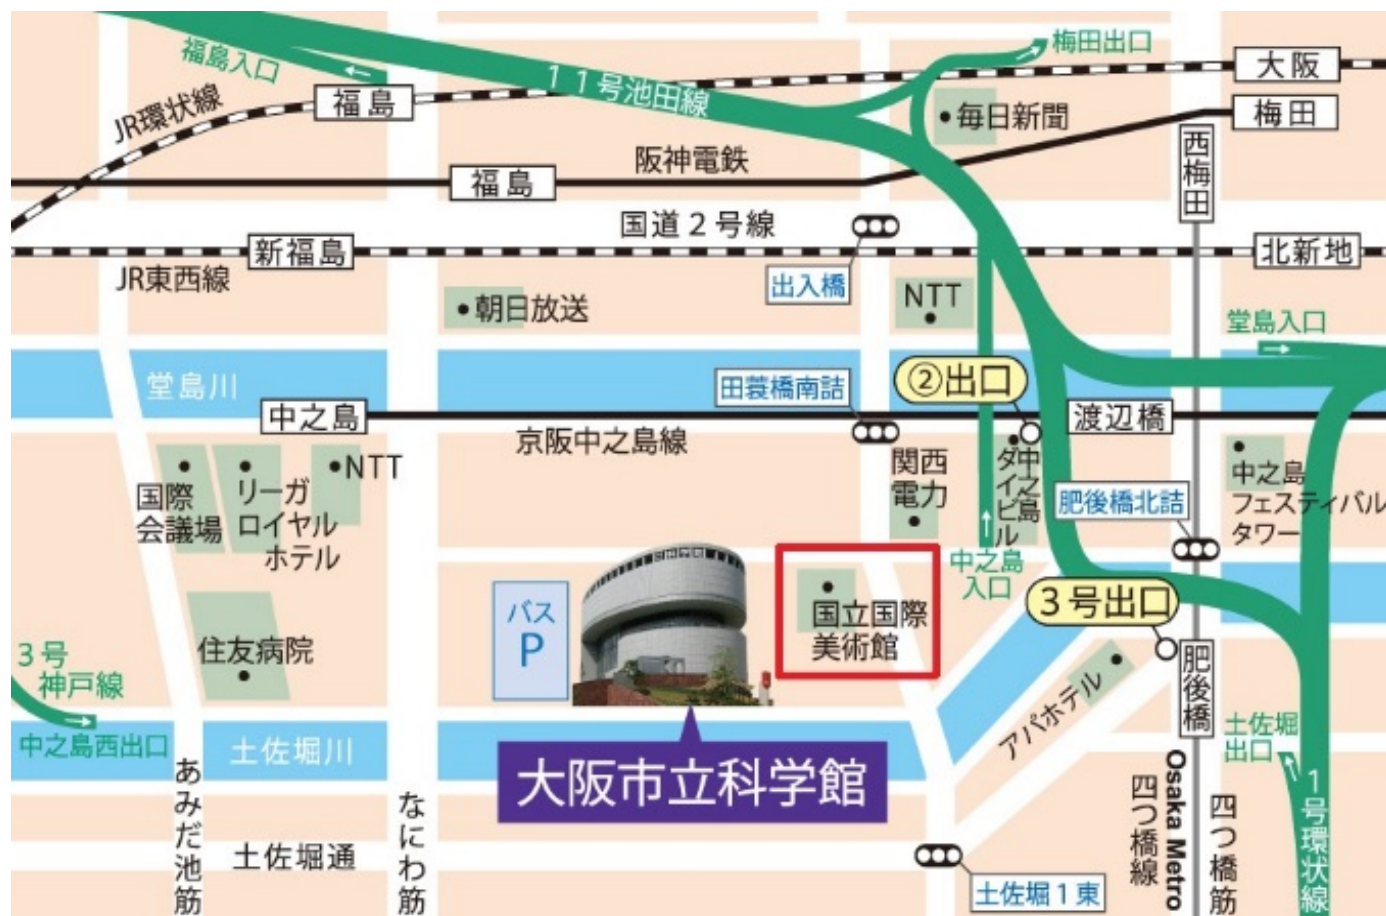 福島入口
梅田出口
JR環状線
福島
11号池田線
大阪
毎日新聞
梅田
阪神電鉄
福島
西梅田
国道2号線
新福島
北新地
JR東西線
出入橋
NTT
朝日放送
堂島入口
堂島川
田蓑橋南詰
②出口
中之島
京阪中之島線
渡辺橋
NTT
国際
会議場
リーガ
ロイヤル
ホテル
関西
電力
中之島
ダイビル
中之島
フェスティバル
タワー
肥後橋北詰
中之島
入口
バス
P
国立国際
美術館
3号出口
住友病院
3号
神戸線
中之島西出口
アパホテル
肥後橋
土佐堀
出口
土佐堀川
大阪市立科学館
あみだ池筋
なにわ筋
土佐堀通
土佐堀1東
Osaka Metro
四つ橋線
四つ橋筋
1号環状線